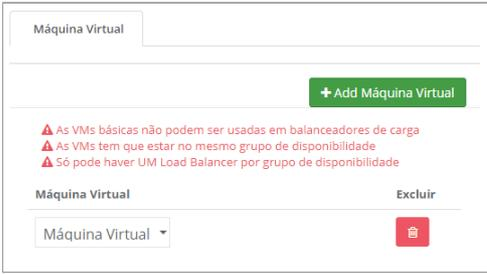 Máquina Virtual
+ Add Máquina Virtual
As VMs básicas não podem ser usadas em balanceadores de carga
As VMs tem que estar no mesmo grupo de disponibilidade
Só pode haver UM Load Balancer por grupo de disponibilidade
Máquina Virtual Excluir
Máquina Virtual